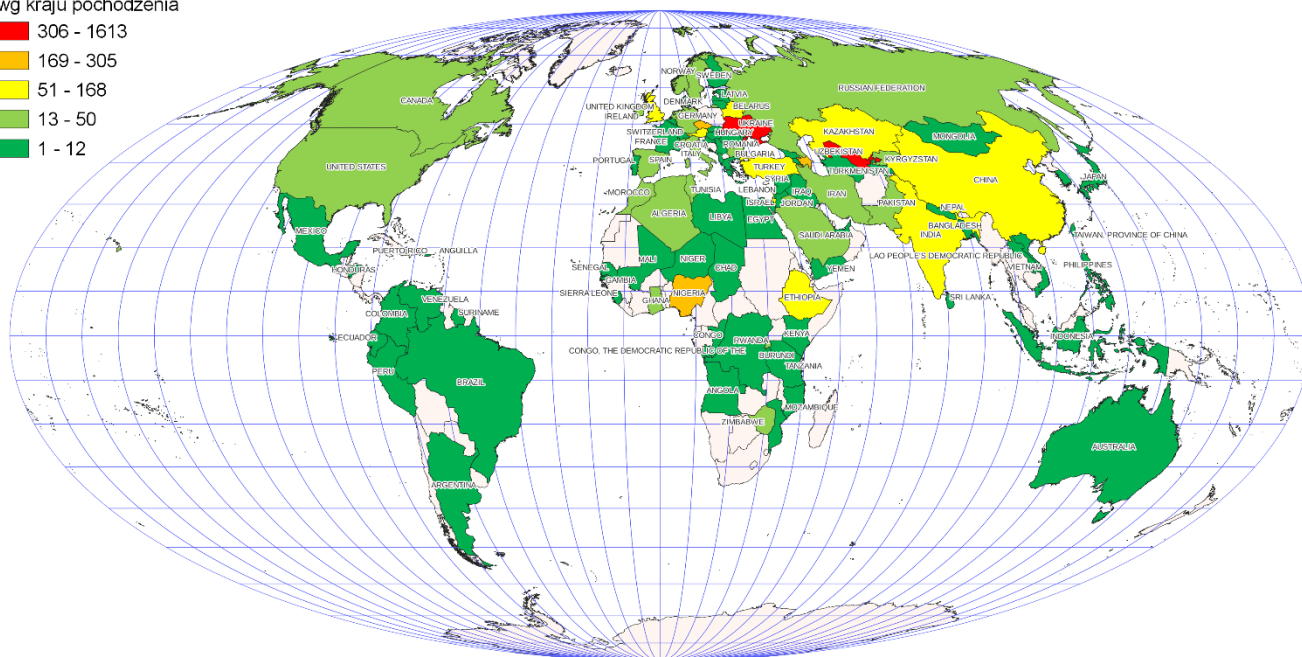 wg kraju pochodzenia
306 - 1613
169 - 305
51 - 168
13 - 50
1 - 12
NORWAY
SWEDEN
RUSSIAN FEDERATION
CANADA
LATVIA
DENMARK
UNITED KINGDOM
BELARUS
IRELAND
GERMANY
UKRAINE
SWITZERLAND
HUNGARY
KAZAKHSTAN
MONGOLIA
FRANCE
CROATIA
ROMANIA
ITALY
BULGARIA
UZBEKISTAN
KYRGYZSTAN
PORTUGAL
SPAIN
UNITED STATES
TURKEY
TURKMENISTAN
JAPAN
SYRIA
CHINA
MOROCCO
TUNISIA
LEBANON
IRAQ
IRAN
ISRAEL
JORDAN
PAKISTAN
NEPAL
ALGERIA
LIBYA
EGYPT
BANGLADESH
MEXICO
SAUDI ARABIA
INDIA
TAIWAN, PROVINCE OF CHINA
PUERTO RICO
ANGUILLA
LAO PEOPLE'S DEMOCRATIC REPUBLIC
MALI
NIGER
HONDURAS
SENEGAL
CHAD
YEMEN
VIETNAM
PHILIPPINES
GAMBIA
SIERRA LEONE
NIGERIA
GHANA
ETHIOPIA
SRI LANKA
VENEZUELA
COLOMBIA
SURINAME
ECUADOR
CONGO
KENYA
RWANDA
INDONESIA
CONGO, THE DEMOCRATIC REPUBLIC OF THE
BURUNDI
TANZANIA
PERU
BRAZIL
ANGOLA
MOZAMBIQUE
ZIMBABWE
AUSTRALIA
ARGENTINA